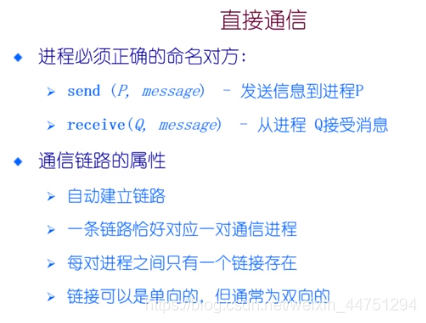 直接通信
进程必须正确的命名对方：
send (P, message) - 发送信息到进程P
receive(Q, message) - 从进程 Q接受消息
通信链路的属性
自动建立链路
一条链路恰好对应一对通信进程
每对进程之间只有一个链接存在
链接可以是单向的，但通常为双向的
https://blog.csdn.net/weixin_44751294